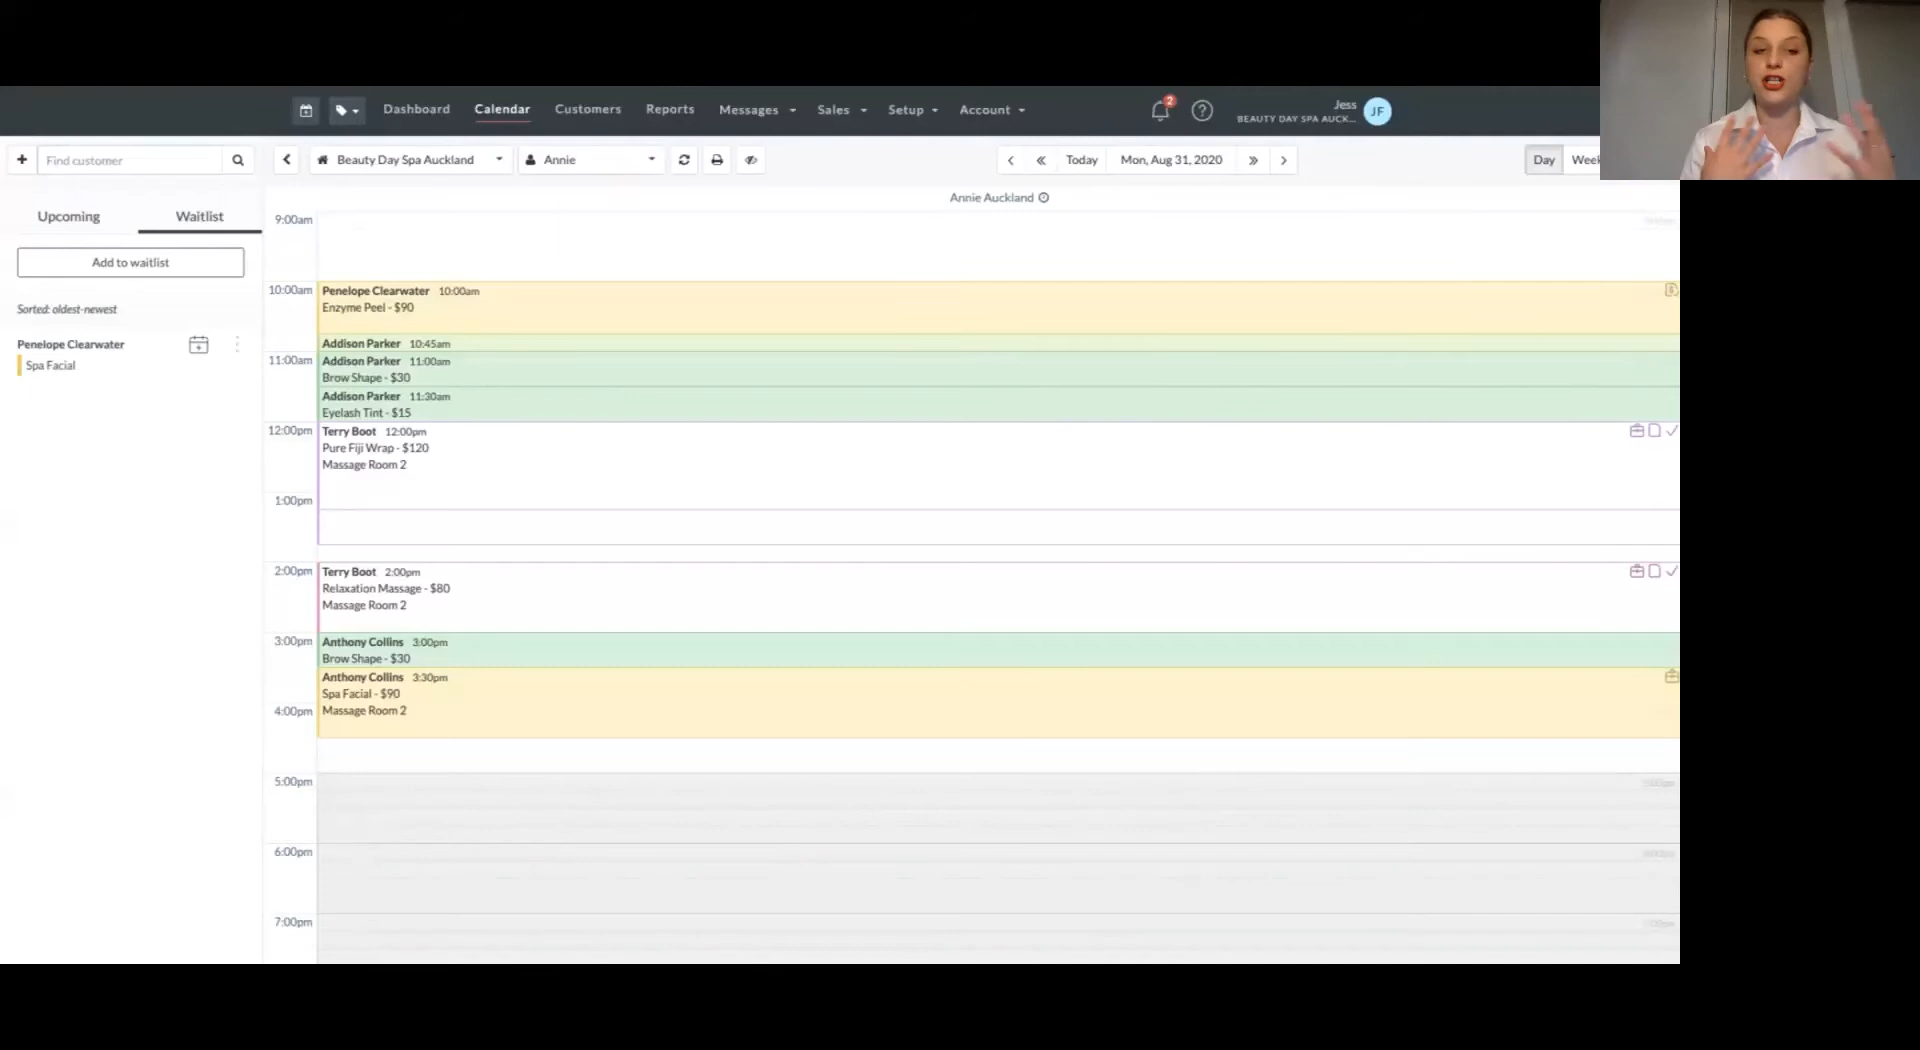 Dashboard Calendar Customers Reports Messages Sales Setup Account
2
?
Jess
BEAUTY DAY SPA AUCK...
JF
+ Find customer
Beauty Day Spa Auckland
Annie
Today
Mon, Aug 31, 2020
Day
Week
Upcoming
Waitlist
Add to waitlist
Sorted: oldest-newest
Penelope Clearwater
Spa Facial
Annie Auckland
9:00am
10:00am
Penelope Clearwater 10:00am
Enzyme Peel - $90
Addison Parker 10:45am
11:00am
Addison Parker 11:00am
Brow Shape - $30
Addison Parker 11:30am
Eyelash Tint - $15
12:00pm
Terry Boot 12:00pm
Pure Fiji Wrap - $120
Massage Room 2
1:00pm
2:00pm
Terry Boot 2:00pm
Relaxation Massage - $80
Massage Room 2
3:00pm
Anthony Collins 3:00pm
Brow Shape - $30
Anthony Collins 3:30pm
Spa Facial - $90
4:00pm
Massage Room 2
5:00pm
6:00pm
7:00pm